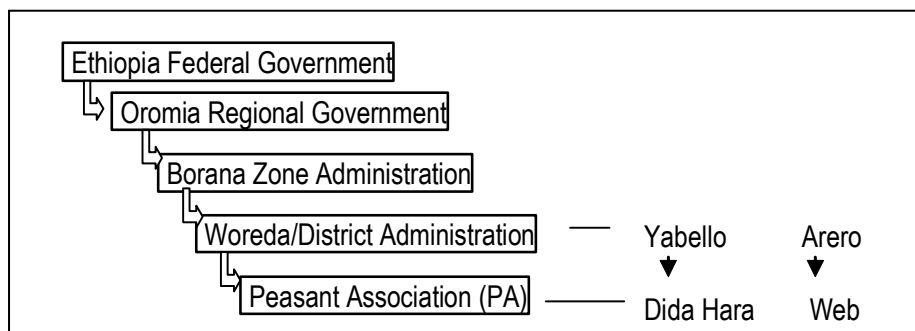 Ethiopia Federal Government
Oromia Regional Government
Borana Zone Administration
Woreda/District Administration Yabello Arero
Peasant Association (PA) Dida Hara Web